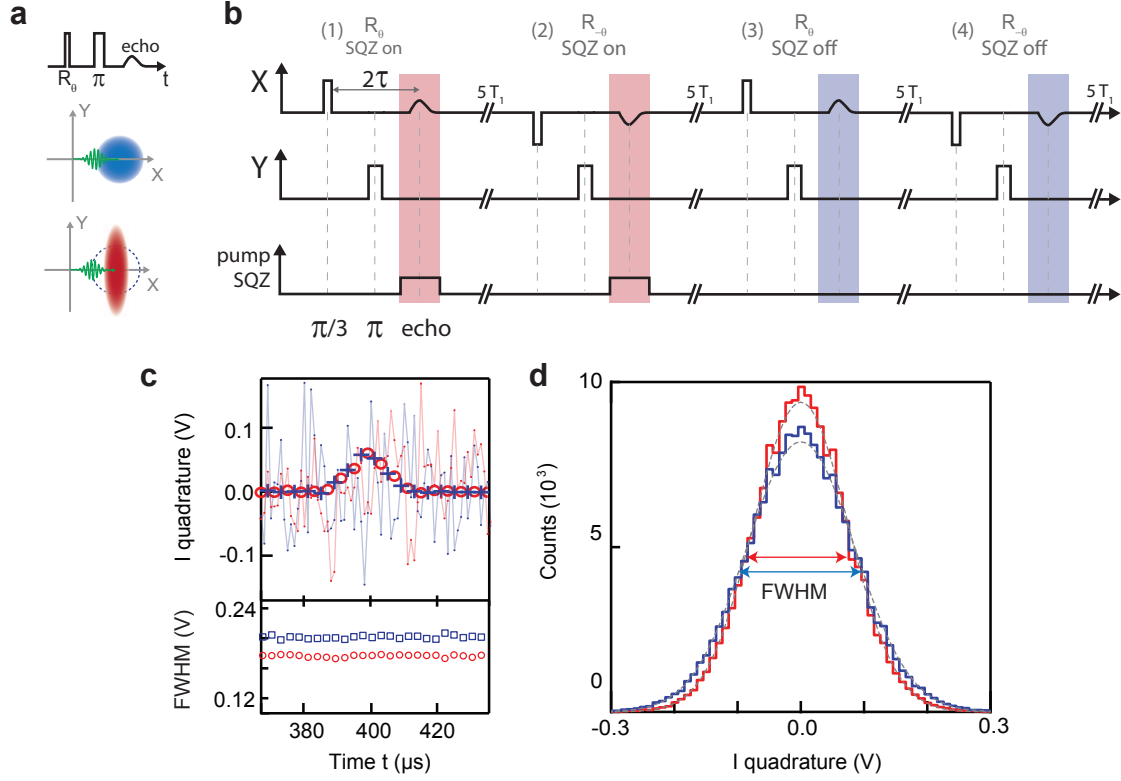 a
R_θ π echo t
Y
X
Y
X
b
(1) R_θ SQZ on
(2) R_-θ SQZ on
(3) R_θ SQZ off
(4) R_-θ SQZ off
X 2τ 5 T_1 5 T_1 5 T_1 5 T_1
Y
pump
SQZ
π/3 π echo
c
I quadrature (V)
0.1
0.0
-0.1
FWHM (V)
0.24
0.12
380 400 420
Time t (μs)
d
Counts (10^-3)
10
5
0
FWHM
-0.3 0.0 0.3
I quadrature (V)